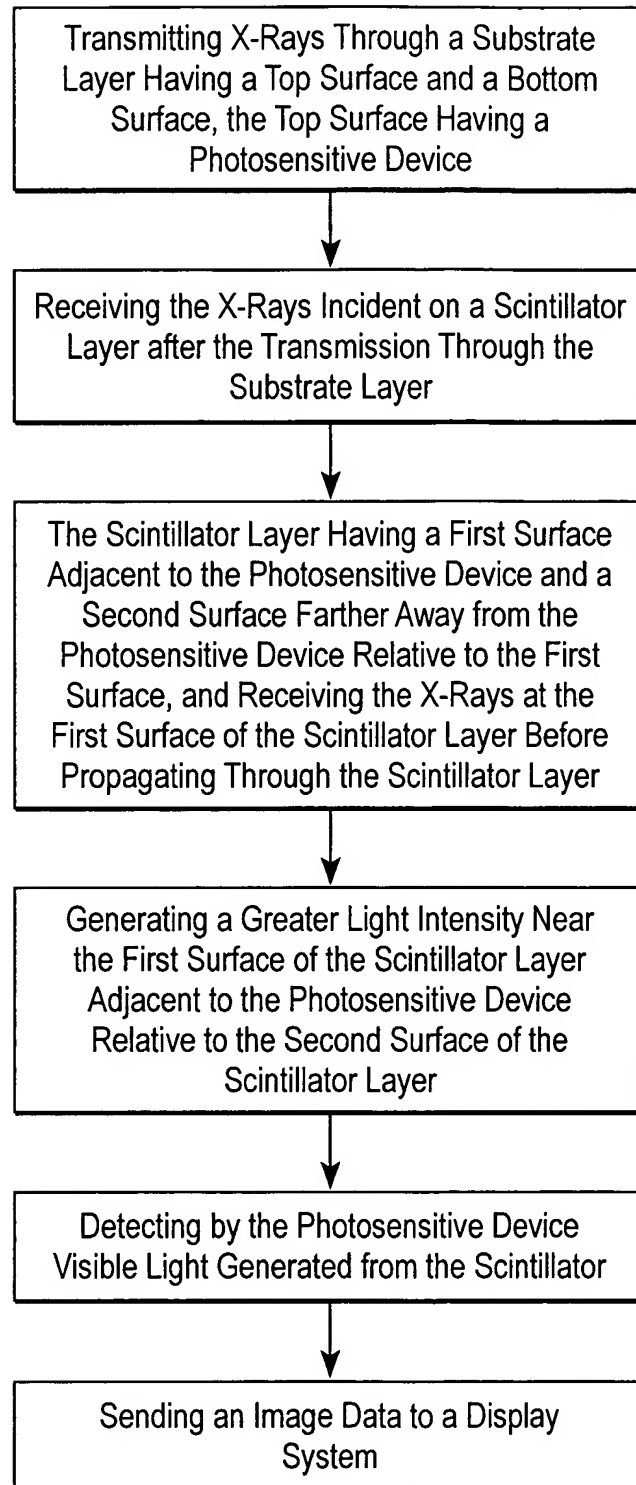 Transmitting X-Rays Through a Substrate
Layer Having a Top Surface and a Bottom
Surface, the Top Surface Having a
Photosensitive Device
Receiving the X-Rays Incident on a Scintillator
Layer after the Transmission Through the
Substrate Layer
The Scintillator Layer Having a First Surface
Adjacent to the Photosensitive Device and a
Second Surface Farther Away from the
Photosensitive Device Relative to the First
Surface, and Receiving the X-Rays at the
First Surface of the Scintillator Layer Before
Propagating Through the Scintillator Layer
Generating a Greater Light Intensity Near
the First Surface of the Scintillator Layer
Adjacent to the Photosensitive Device
Relative to the Second Surface of the
Scintillator Layer
Detecting by the Photosensitive Device
Visible Light Generated from the Scintillator
Sending an Image Data to a Display
System